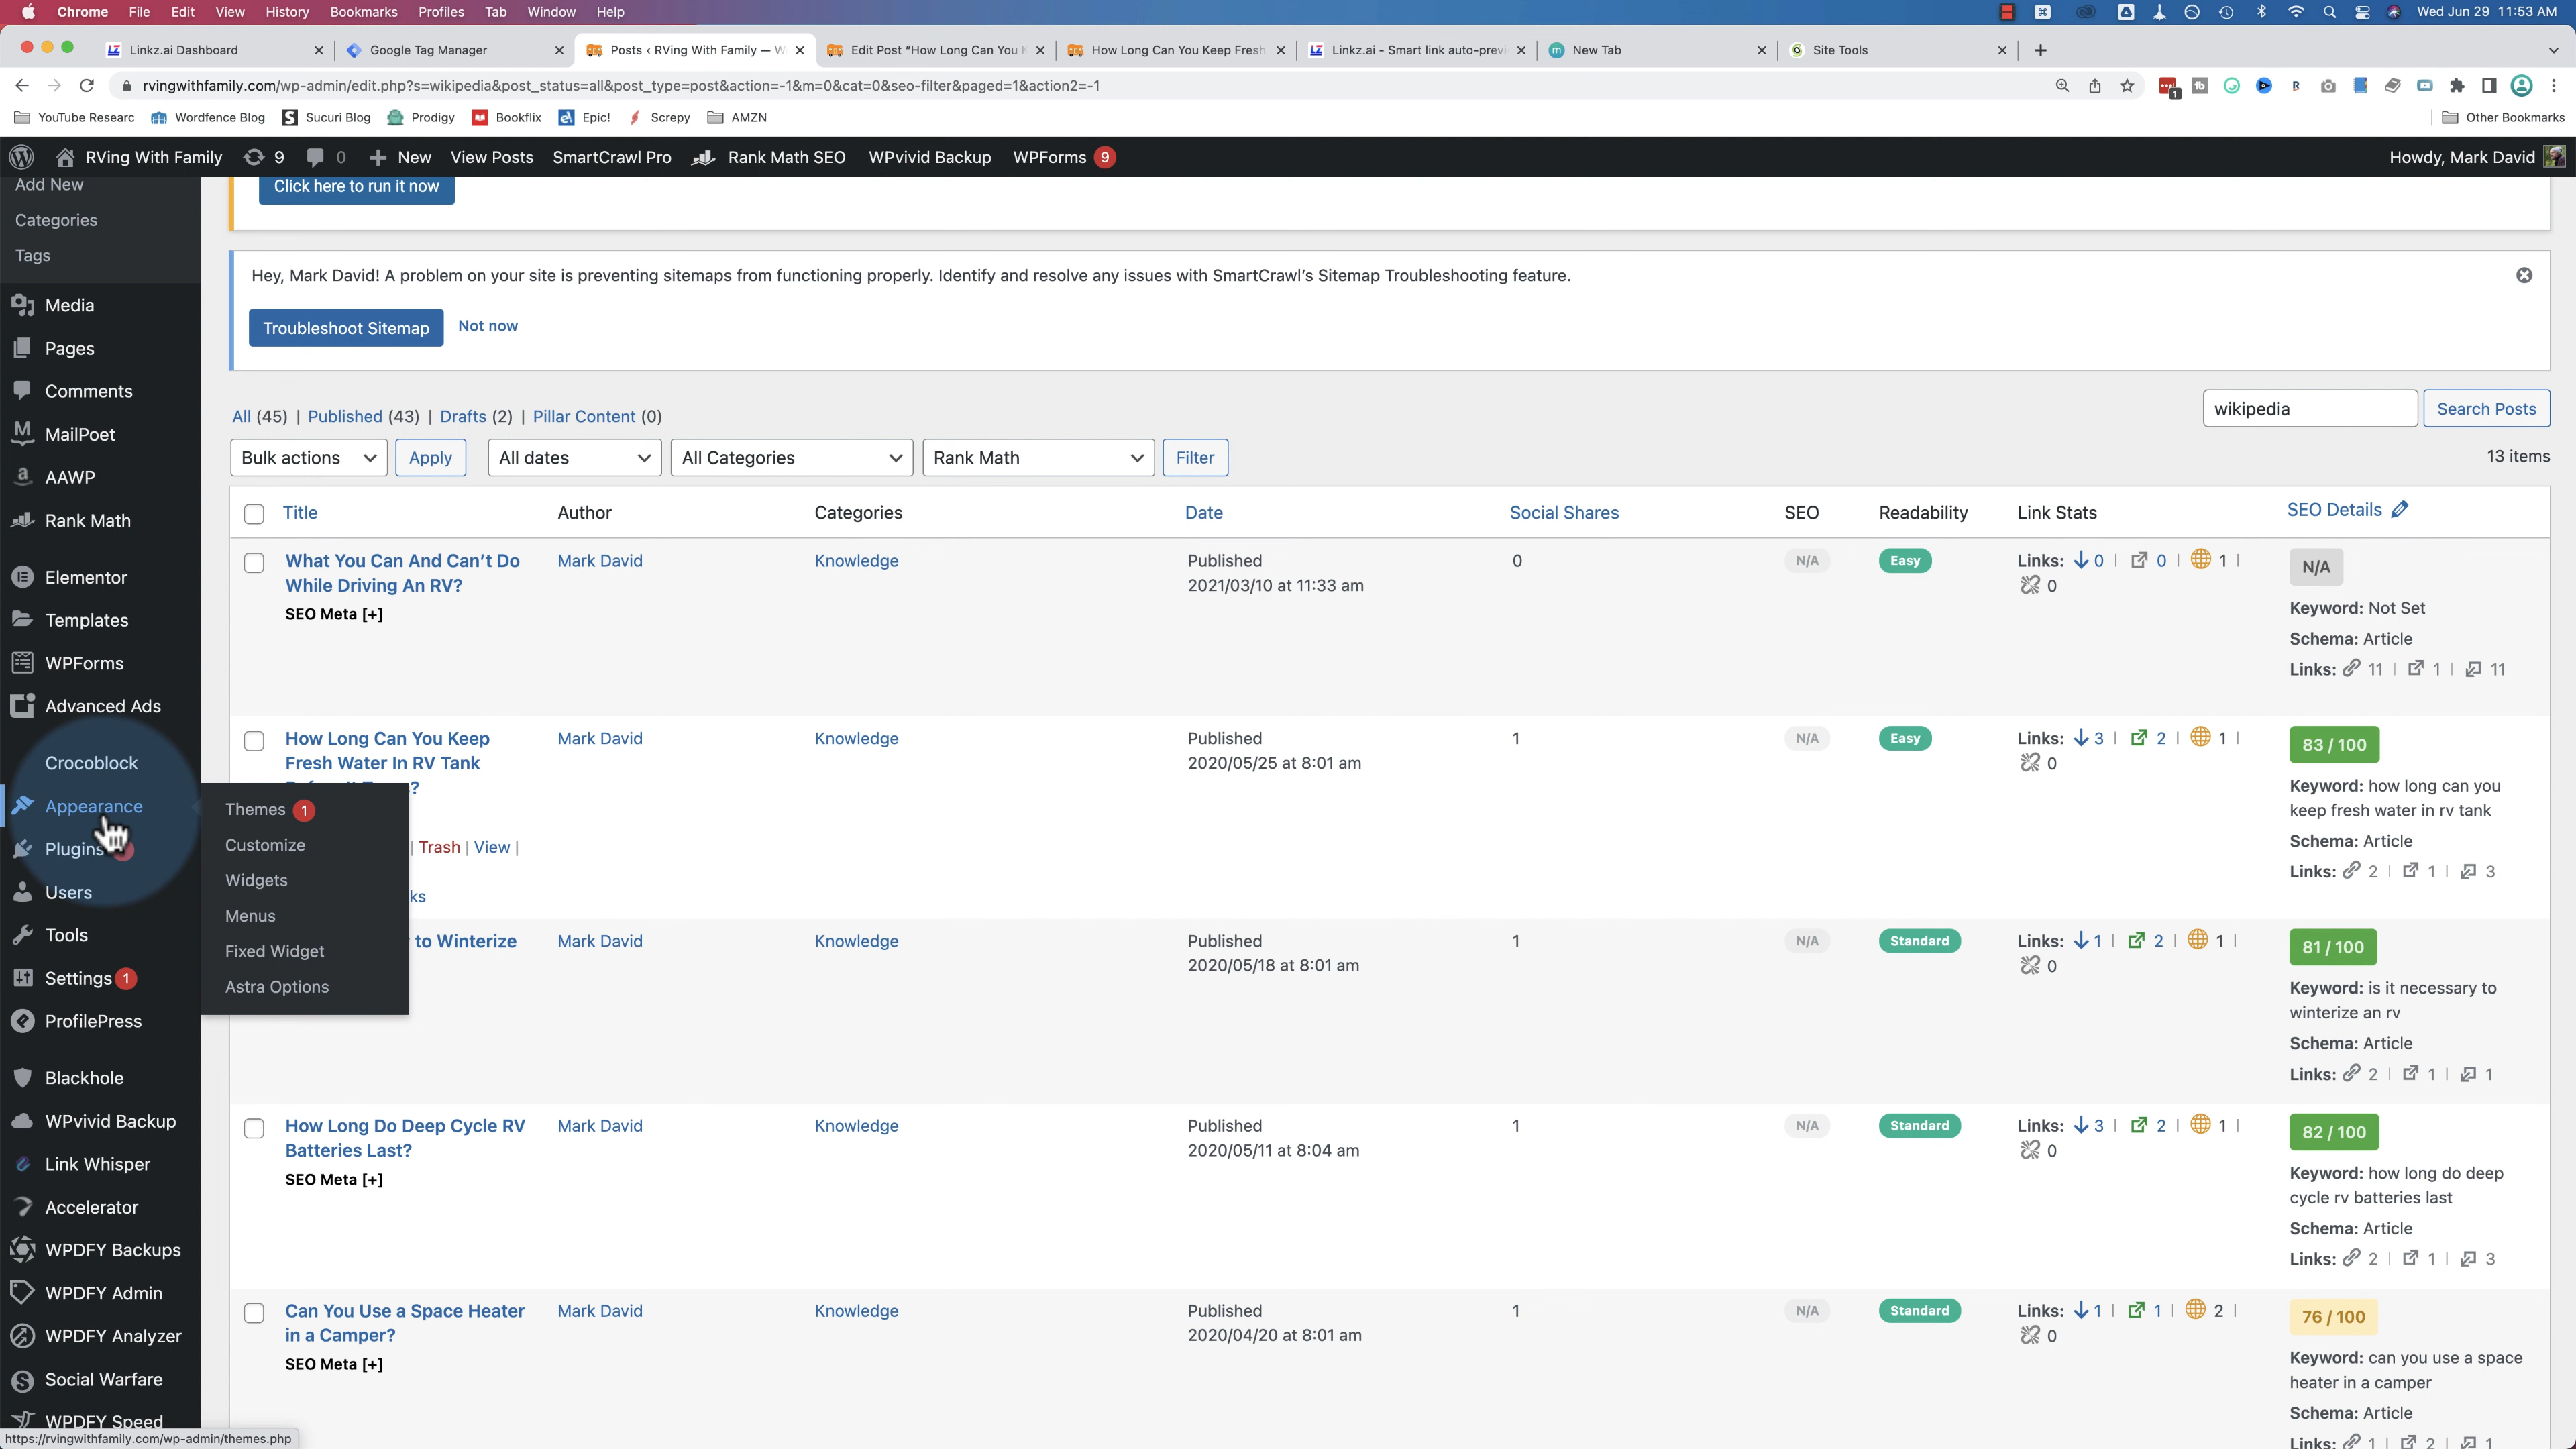 Chrome File Edit View History Bookmarks Profiles Tab Window Help Wed Jun 29 11:53 AM
Linkz.ai Dashboard Google Tag Manager Posts ‹ RVing With Family — W Edit Post "How Long Can You K How Long Can You Keep Fresh Linkz.ai - Smart link auto-previ New Tab Site Tools
rvingwithfamily.com/wp-admin/edit.php?s=wikipedia&post_status=all&post_type=post&action=-1&m=0&cat=0&seo-filter&paged=1&action2=-1
YouTube Researc Wordfence Blog Sucuri Blog Prodigy Bookflix Epic! Screpy AMZN Other Bookmarks
RVing With Family 9 0 New View Posts SmartCrawl Pro Rank Math SEO WPvivid Backup WPForms 9 Howdy, Mark David
Add New
Categories
Tags
Media
Pages
Comments
MailPoet
AAWP
Rank Math
Elementor
Templates
WPForms
Advanced Ads
Crocoblock
Appearance
Plugins
Users
Tools
Settings 1
ProfilePress
Blackhole
WPvivid Backup
Link Whisper
Accelerator
WPDFY Backups
WPDFY Admin
WPDFY Analyzer
Social Warfare
WPDFY Speed
https://rvingwithfamily.com/wp-admin/themes.php
Themes 1
Customize
Widgets
Menus
Fixed Widget
Astra Options
Click here to run it now
Hey, Mark David! A problem on your site is preventing sitemaps from functioning properly. Identify and resolve any issues with SmartCrawl's Sitemap Troubleshooting feature.
Troubleshoot Sitemap Not now
All (45) | Published (43) | Drafts (2) | Pillar Content (0)
wikipedia Search Posts
Bulk actions Apply All dates All Categories Rank Math Filter 13 items
Title Author Categories Date Social Shares SEO Readability Link Stats SEO Details
What You Can And Can't Do Mark David Knowledge Published 0 N/A Easy Links: 0 | 0 | 1 | N/A
While Driving An RV? 2021/03/10 at 11:33 am 0
SEO Meta [+] Keyword: Not Set
Schema: Article
Links: 11 | 1 | 11
How Long Can You Keep Mark David Knowledge Published 1 N/A Easy Links: 3 | 2 | 1 | 83 / 100
Fresh Water In RV Tank 2020/05/25 at 8:01 am 0
Keyword: how long can you
keep fresh water in rv tank
| Trash | View | Schema: Article
Links: 2 | 1 | 3
ks
to Winterize Mark David Knowledge Published 1 N/A Standard Links: 1 | 2 | 1 | 81 / 100
2020/05/18 at 8:01 am 0
Keyword: is it necessary to
winterize an rv
Schema: Article
Links: 2 | 1 | 1
How Long Do Deep Cycle RV Mark David Knowledge Published 1 N/A Standard Links: 3 | 2 | 1 | 82 / 100
Batteries Last? 2020/05/11 at 8:04 am 0
SEO Meta [+] Keyword: how long do deep
cycle rv batteries last
Schema: Article
Links: 2 | 1 | 3
Can You Use a Space Heater Mark David Knowledge Published 1 N/A Standard Links: 1 | 1 | 2 | 76 / 100
in a Camper? 2020/04/20 at 8:01 am 0
SEO Meta [+] Keyword: can you use a space
heater in a camper
Schema: Article
Links: 1 | 2 | 1